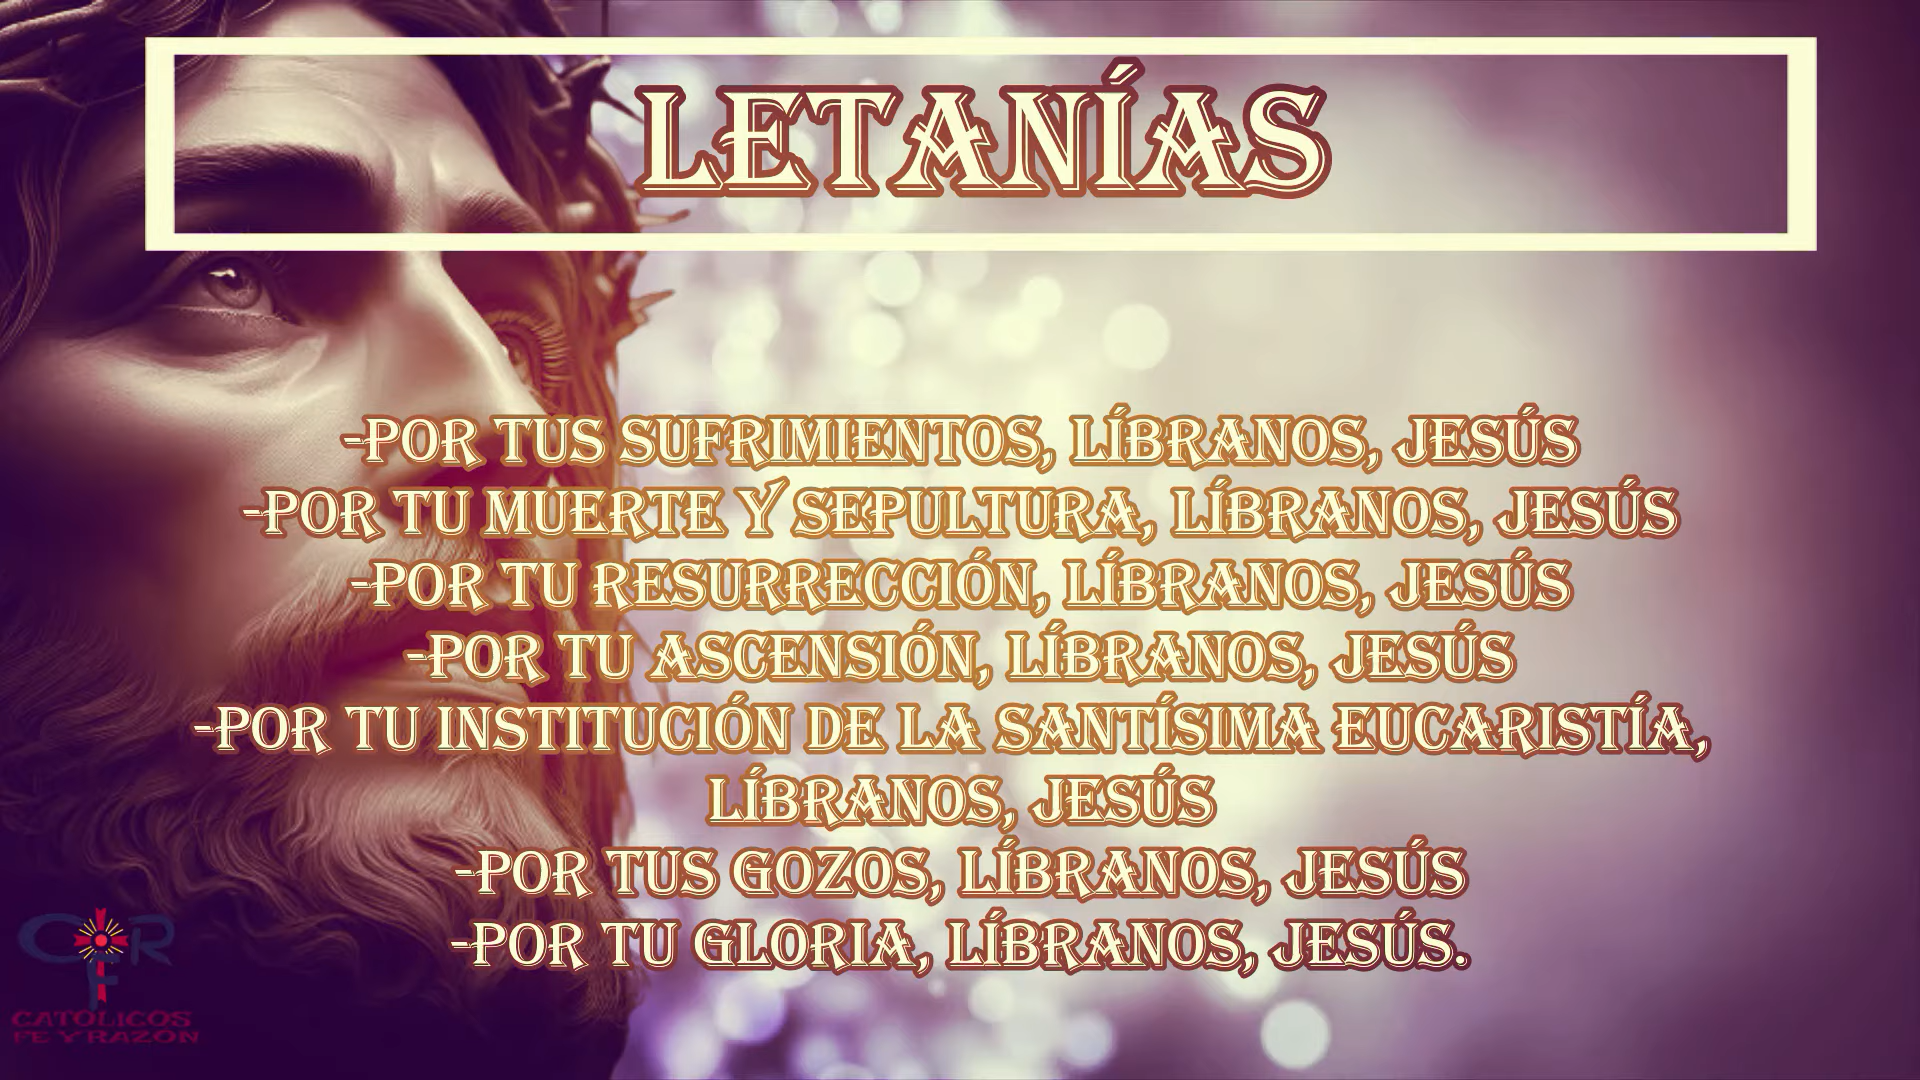 LETANÍAS
-POR TUS SUFRIMIENTOS, LÍBRANOS, JESÚS
-POR TU MUERTE Y SEPULTURA, LÍBRANOS, JESÚS
-POR TU RESURRECCIÓN, LÍBRANOS, JESÚS
-POR TU ASCENSIÓN, LÍBRANOS, JESÚS
-POR TU INSTITUCIÓN DE LA SANTÍSIMA EUCARISTÍA,
LÍBRANOS, JESÚS
-POR TUS GOZOS, LÍBRANOS, JESÚS
-POR TU GLORIA, LÍBRANOS, JESÚS.
C R
F
CATÓLICOS
FE Y RAZÓN